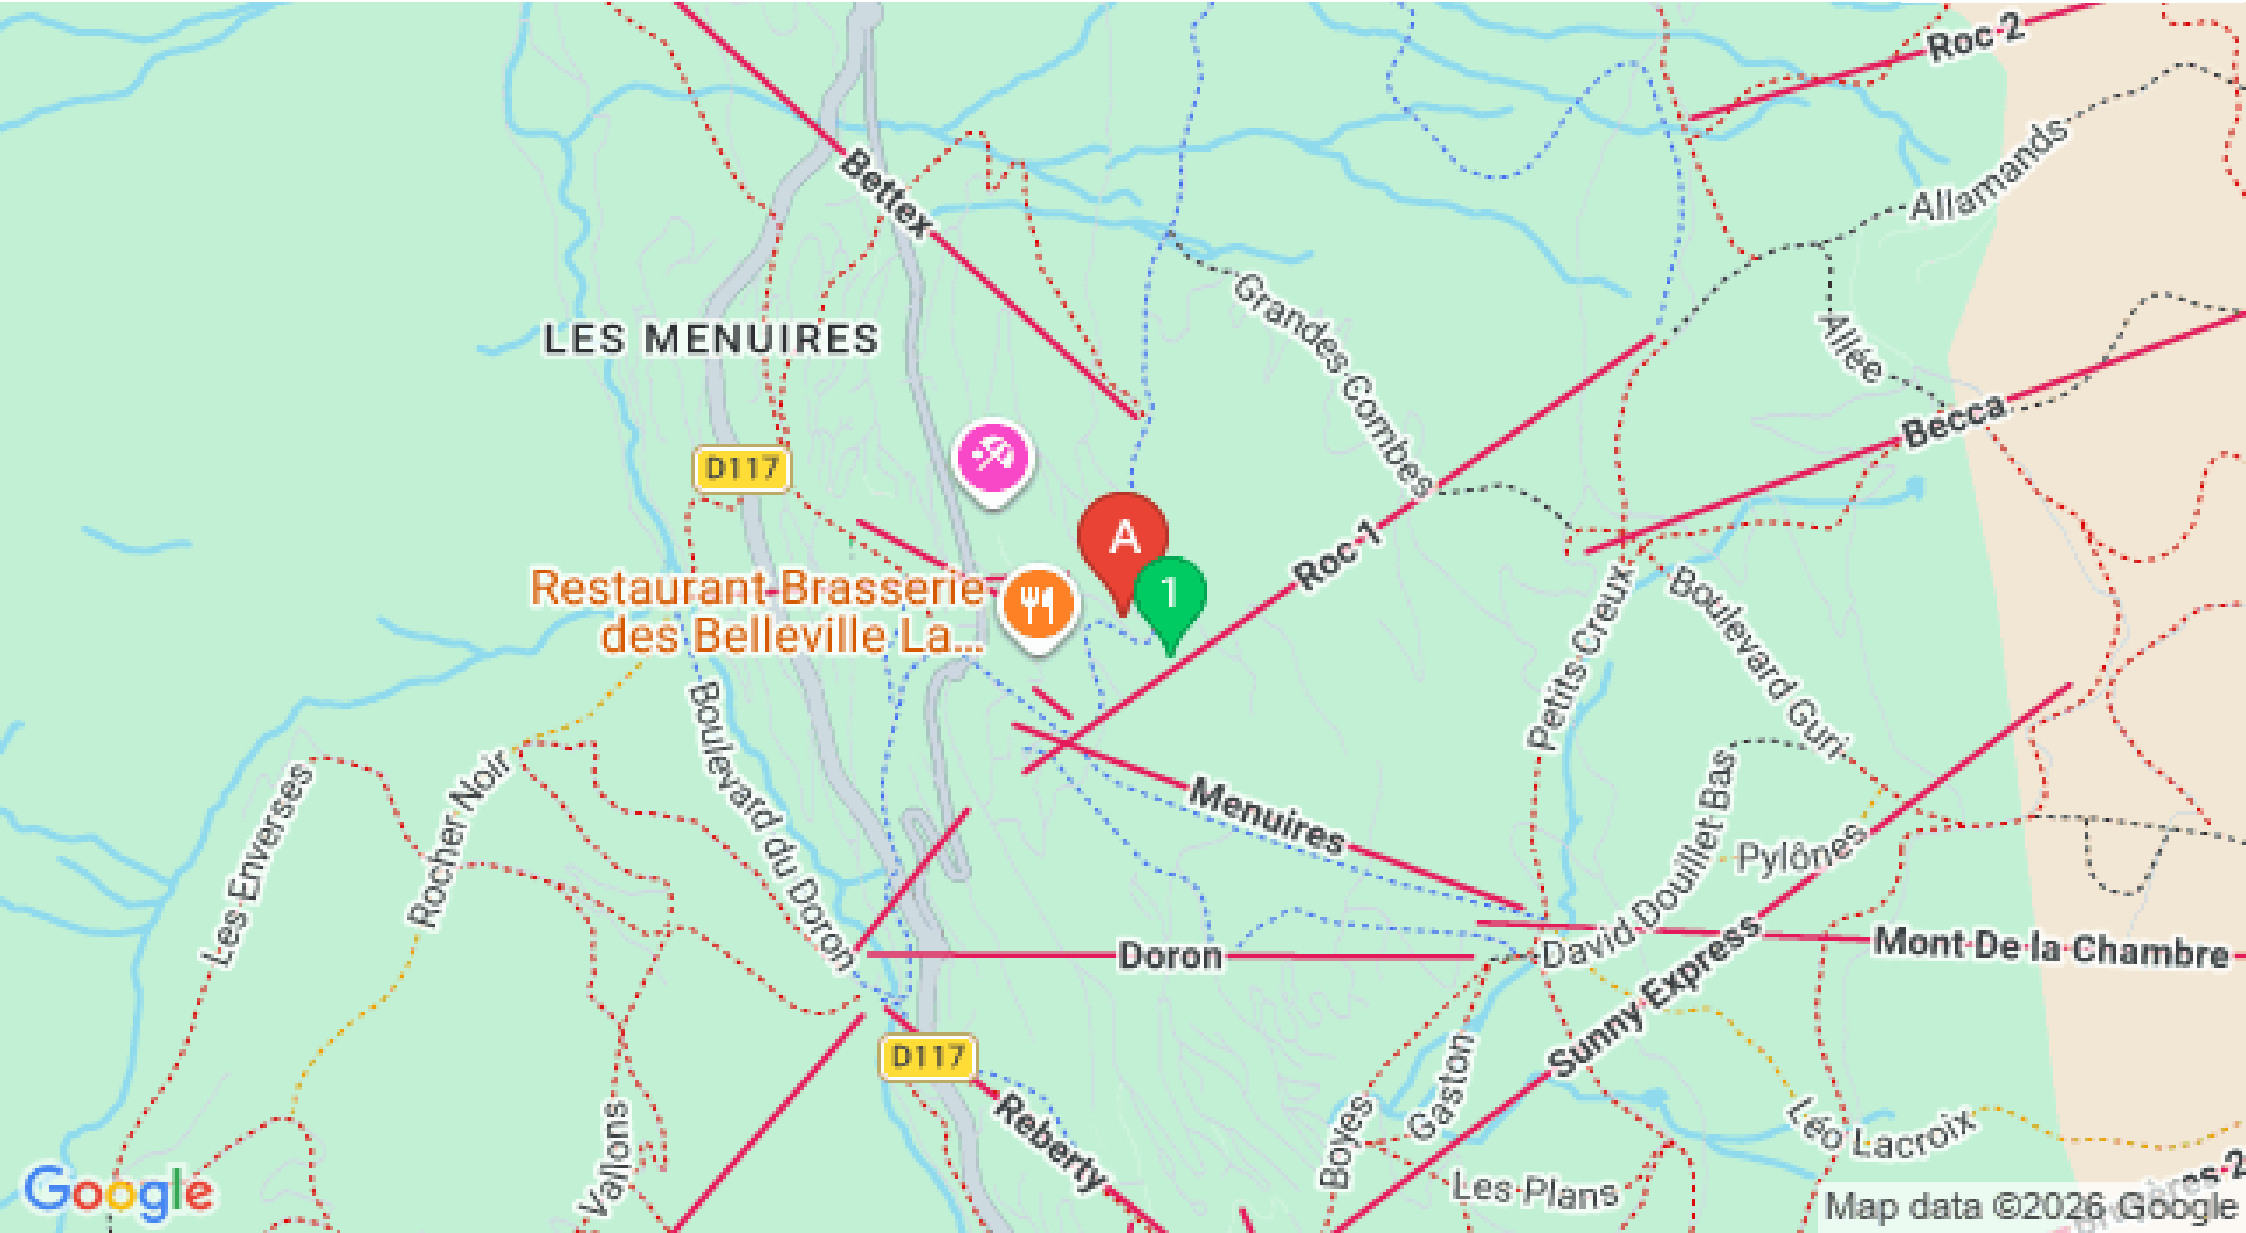 Roc-2
Allamands
Bettex
Grandes-Combes
Allée
LES MENUIRES
Becca
D117
A
1
Roc-1
Restaurant Brasserie
des Belleville La...
Petits Creux
Boulevard Guri
Boulevard du Doron
Rocher Noir
Les Enverses
Menuires
David Douillet Bas
Pylônes
Doron
Mont De la Chambre
Sunny Express
D117
Reberty
Vallons
Boyes
Gaston
Les-Plans
Léo Lacroix
Google
Map data ©2026 Google